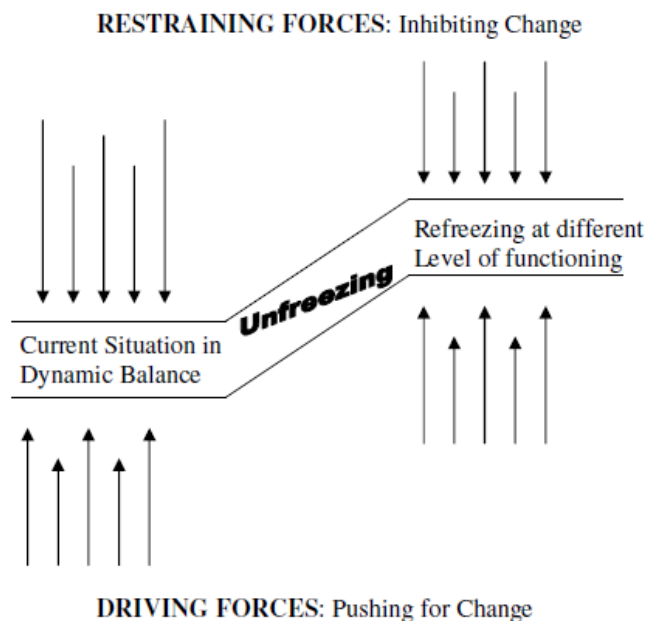 RESTRAINING FORCES: Inhibiting Change
Refreezing at different
Level of functioning
Unfreezing
Current Situation in
Dynamic Balance
DRIVING FORCES: Pushing for Change